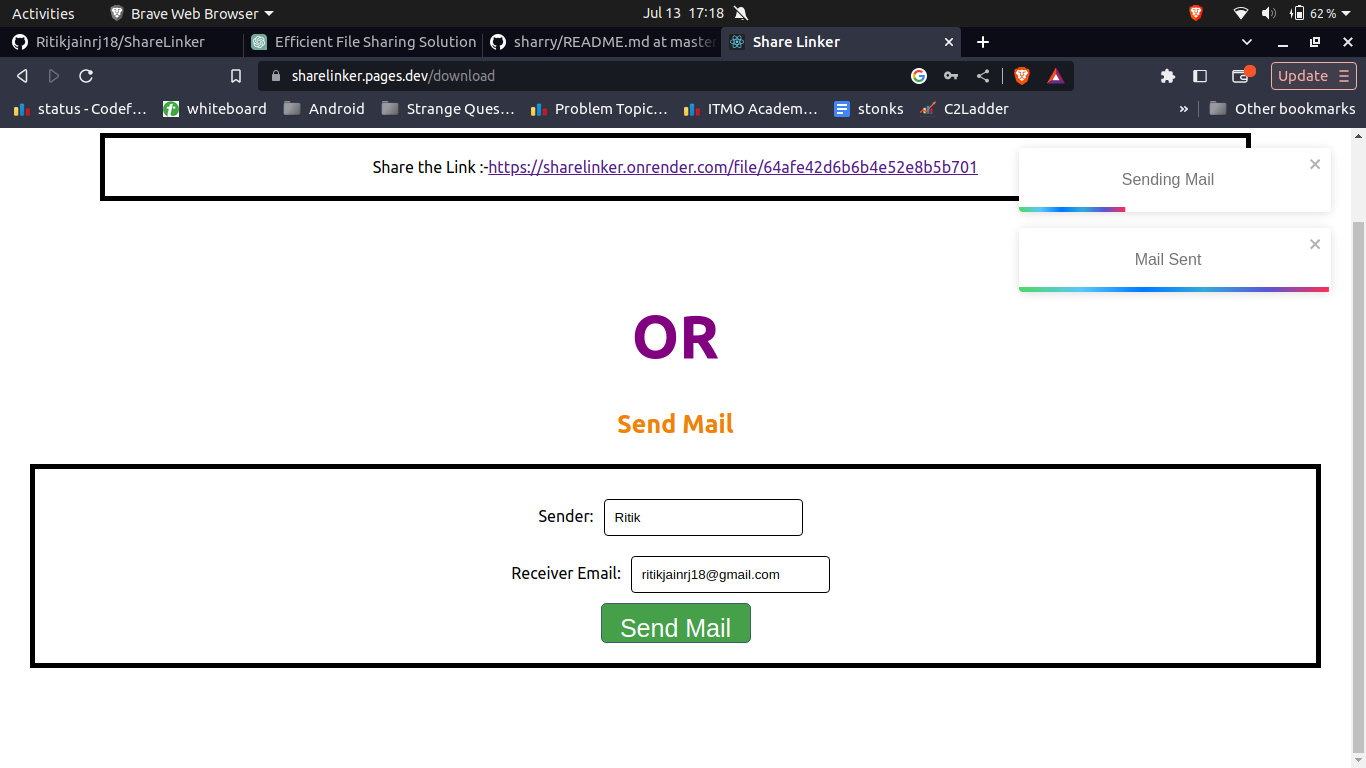 Activities Brave Web Browser Jul 13 17:18 62 %
Ritikjainrj18/ShareLinker Efficient File Sharing Solution sharry/README.md at master Share Linker
sharelinker.pages.dev/download Update
status - Codef… whiteboard Android Strange Ques… Problem Topic… ITMO Academ… stonks C2Ladder » Other bookmarks
Share the Link :-https://sharelinker.onrender.com/file/64afe42d6b6b4e52e8b5b701
Sending Mail
Mail Sent
OR
Send Mail
Sender: Ritik
Receiver Email: ritikjainrj18@gmail.com
Send Mail